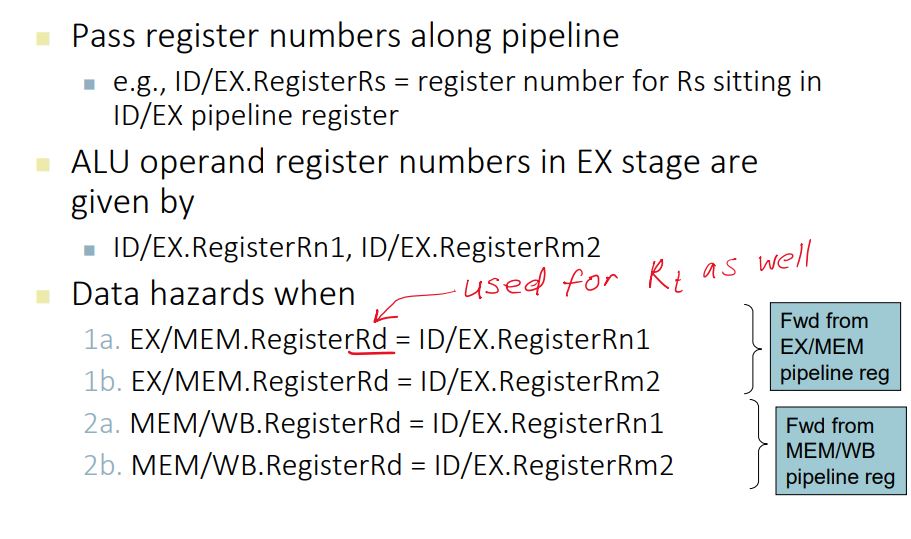 Pass register numbers along pipeline
e.g., ID/EX.RegisterRs = register number for Rs sitting in
ID/EX pipeline register
ALU operand register numbers in EX stage are
given by
ID/EX.RegisterRn1, ID/EX.RegisterRm2
used for Rt as well
Data hazards when
1a. EX/MEM.RegisterRd = ID/EX.RegisterRn1
1b. EX/MEM.RegisterRd = ID/EX.RegisterRm2
Fwd from
EX/MEM
pipeline reg
2a. MEM/WB.RegisterRd = ID/EX.RegisterRn1
2b. MEM/WB.RegisterRd = ID/EX.RegisterRm2
Fwd from
MEM/WB
pipeline reg